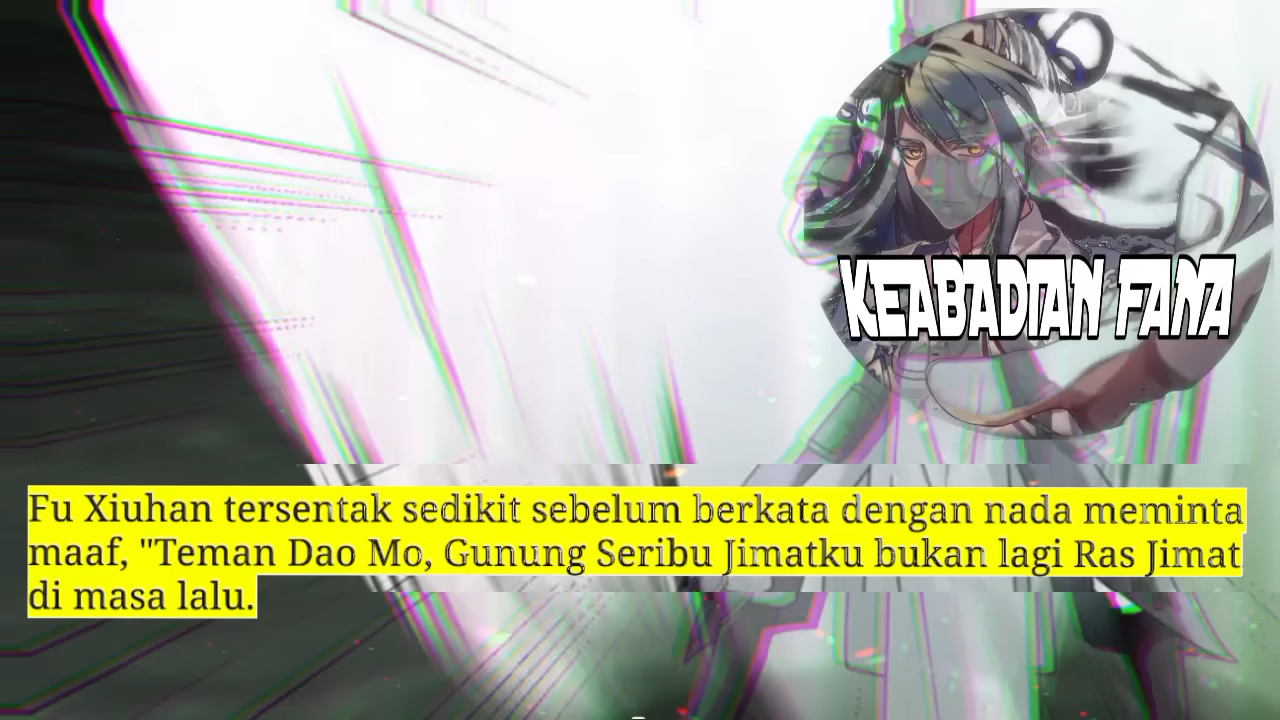 KEABADIAN FANA
Fu Xiuhan tersentak sedikit sebelum berkata dengan nada meminta
maaf, "Teman Dao Mo, Gunung Seribu Jimatku bukan lagi Ras Jimat
di masa lalu.